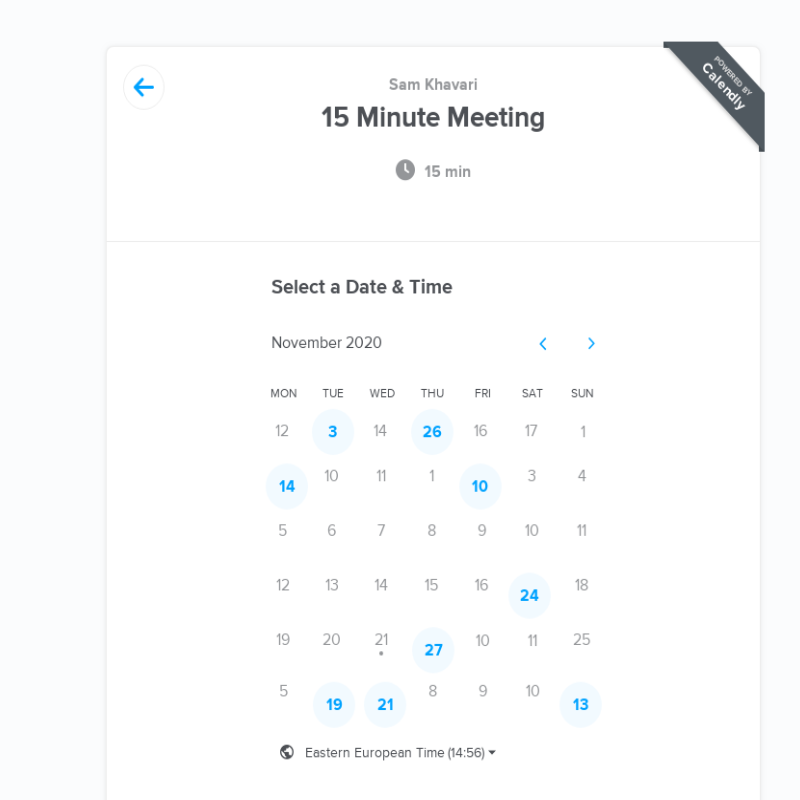 POWERED BY
Calendly
Sam Khavari
15 Minute Meeting
15 min
Select a Date & Time
November 2020
MON TUE WED THU FRI SAT SUN
12 3 14 26 16 17 1
14 10 11 1 10 3 4
5 6 7 8 9 10 11
12 13 14 15 16 24 18
19 20 21 27 10 11 25
5 19 21 8 9 10 13
Eastern European Time (14:56)